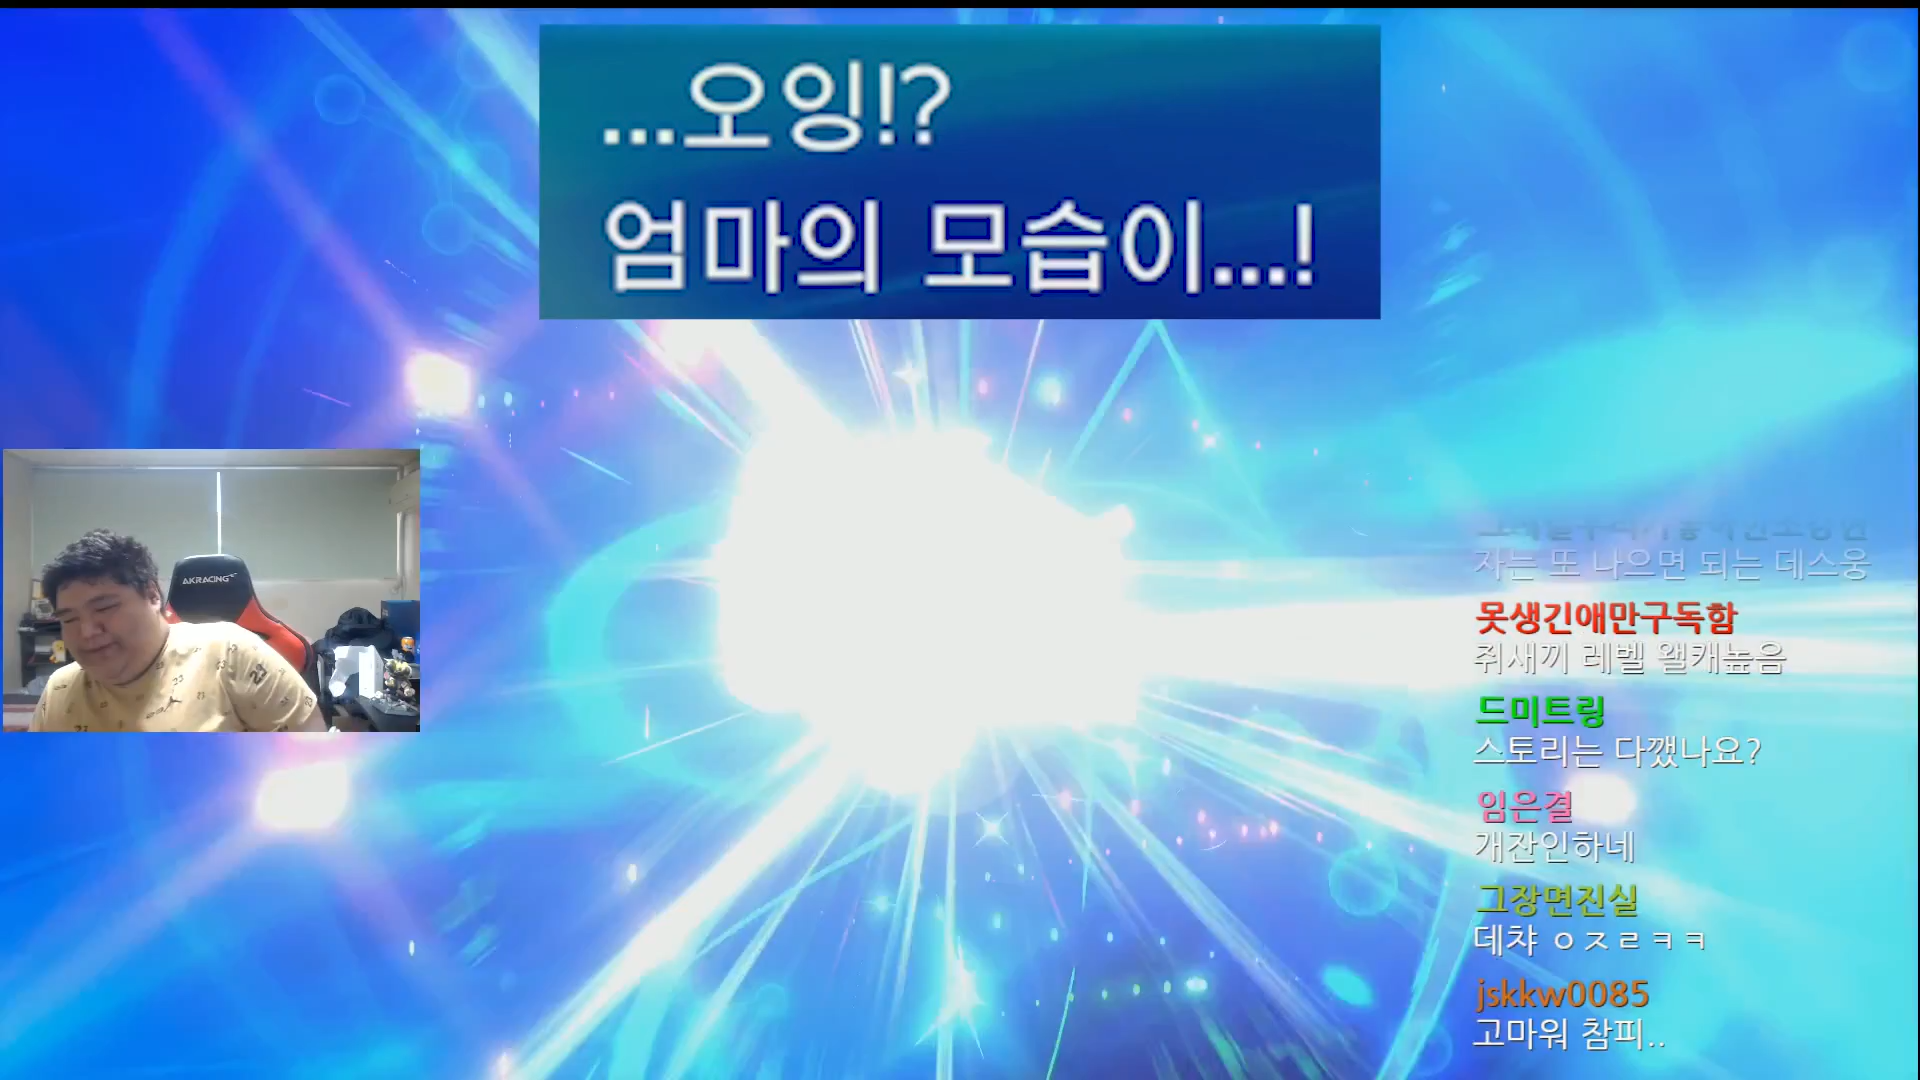 ...오잉!?
엄마의 모습이...!
AKRACING
23
자는 또 나으면 되는 데스웅
못생긴애만구독함
쥐새끼 레벨 왤캐높음
드미트링
스토리는 다깼나요?
임은결
개잔인하네
그장면진실
데챠 ㅇㅈㄹㅋㅋ
jskkw0085
고마워 참피..